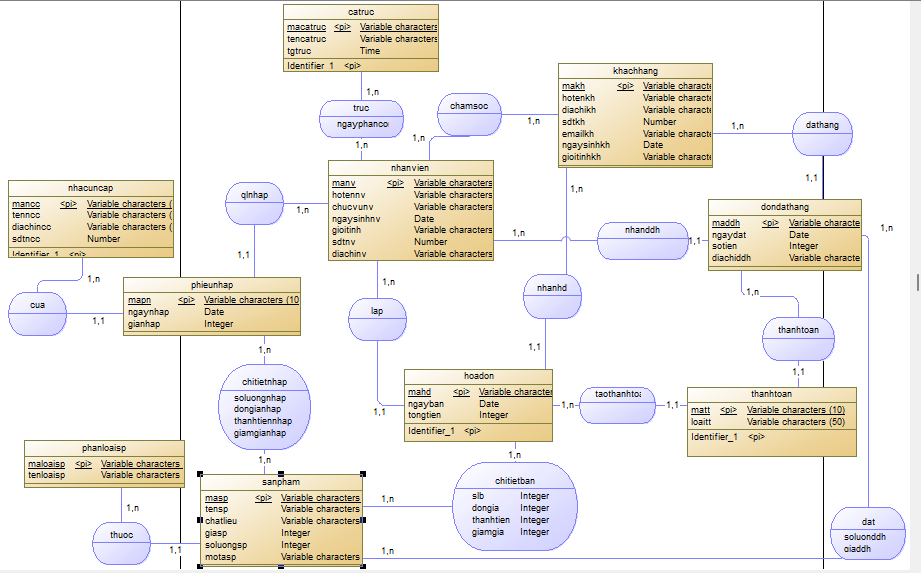 catruc
macatruc <pi> Variable characters
tencatruc Variable characters
tgtruc Time
Identifier_1 <pi>
1,n
truc
ngayphanco
1,n
chamsoc
1,n
1,n
khachhang
makh <pi> Variable characte
hotenkh Variable characte
diachikh Variable characte
sdtkh Number
emailkh Variable characte
ngaysinhkh Date
gioitinhkh Variable characte
1,n
dathang
1,1
1,n
nhacuncap
mancc <pi> Variable characters (
tenncc Variable characters (
diachincc Variable characters (
sdtncc Number
Identifier_1 <pi>
1,n
cua
1,1
qlnhap
1,n
1,1
nhanvien
manv <pi> Variable characters
hotennv Variable characters
chucvunv Variable characters
ngaysinhnv Date
gioitinh Variable characters
sdtnv Number
diachinv Variable characters
1,n
nhanddh
1,1
dondathang
maddh <pi> Variable characte
ngaydat Date
sotien Integer
diachiddh Variable characte
1,n
1,n
phieunhap
mapn <pi> Variable characters (10
ngaynhap Date
gianhap Integer
1,n
1,n
lap
1,1
nhanhd
1,1
thanhtoan
1,1
chitietnhap
soluongnhap
dongianhap
thanhtiennhap
giamgianhap
1,n
hoadon
mahd <pi> Variable character
ngayban Date
tongtien Integer
Identifier_1 <pi>
1,n
taothanhtoa
1,1
thanhtoan
matt <pi> Variable characters (10)
loaitt Variable characters (50)
Identifier_1 <pi>
1,n
phanloaisp
maloaisp <pi> Variable characters
tenloaisp Variable characters
1,n
thuoc
1,1
sanpham
masp <pi> Variable characters
tensp Variable characters
chatlieu Variable characters
giasp Integer
soluongsp Integer
motasp Variable characters
1,n
chitietban
slb Integer
dongia Integer
thanhtien Integer
giamgia Integer
1,n
dat
soluonddh
giaddh